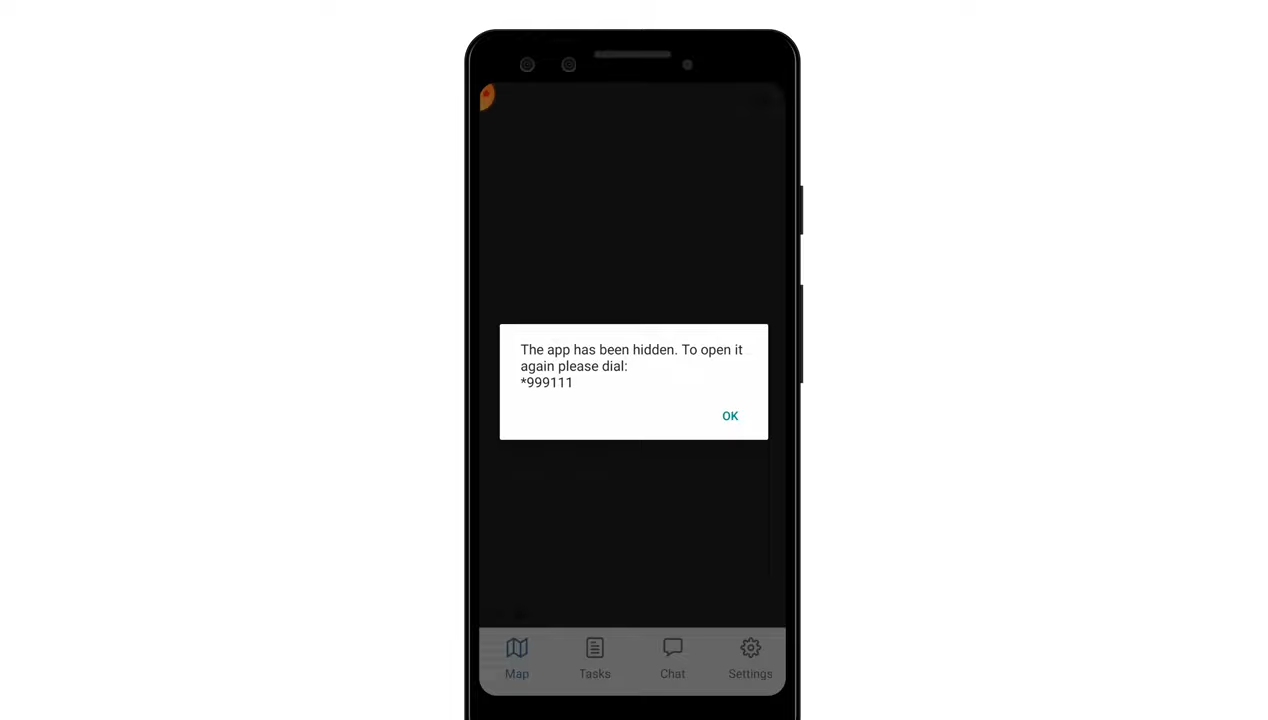 The app has been hidden. To open it
again please dial:
*999111
OK
Map
Tasks
Chat
Settings